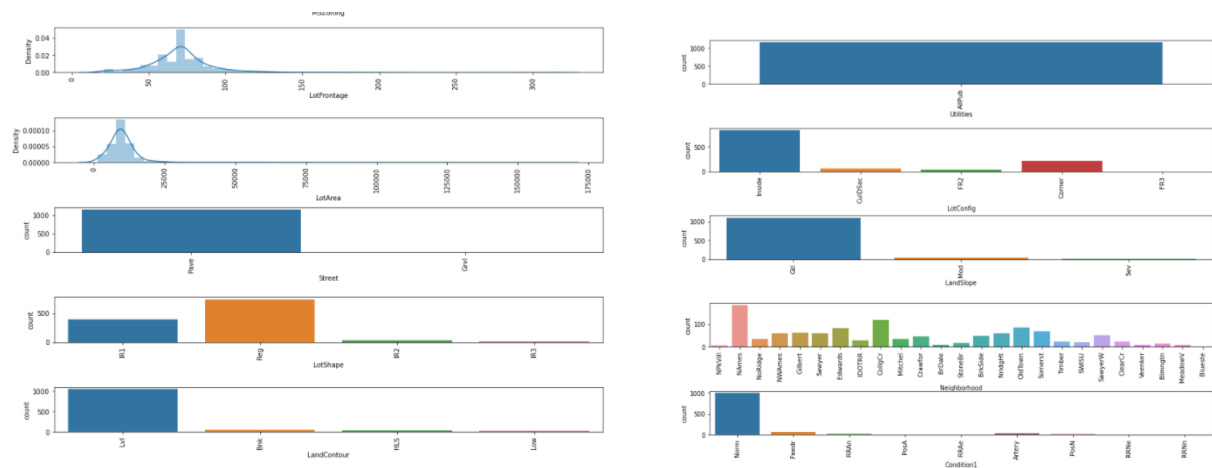 MSZoning
Density
0.04
0.02
0.00
0
50
100
150
200
250
300
LotFrontage
Density
0.00010
0.00005
0.00000
0
25000
50000
75000
100000
125000
150000
175000
LotArea
count
1000
500
0
Pave
Grvl
Street
count
500
0
IR1
Reg
IR2
IR3
LotShape
count
1000
500
0
Lvl
Bnk
HLS
Low
LandContour
count
1000
500
0
AllPub
Utilities
count
500
0
Inside
CulDSac
FR2
Corner
FR3
LotConfig
count
1000
500
0
Gtl
Mod
Sev
LandSlope
count
100
0
NPkVill
NAmes
NoRidge
NWAmes
Gilbert
Sawyer
Edwards
IDOTRR
CollgCr
Mitchel
Crawfor
BrDale
StoneBr
BrkSide
NridgHt
OldTown
Somerst
Timber
SWISU
SawyerW
ClearCr
Veenker
Blmngtn
MeadowV
Blueste
Neighborhood
count
1000
500
0
Norm
Feedr
RRAn
PosA
RRAe
Artery
PosN
RRNe
RRNn
Condition1